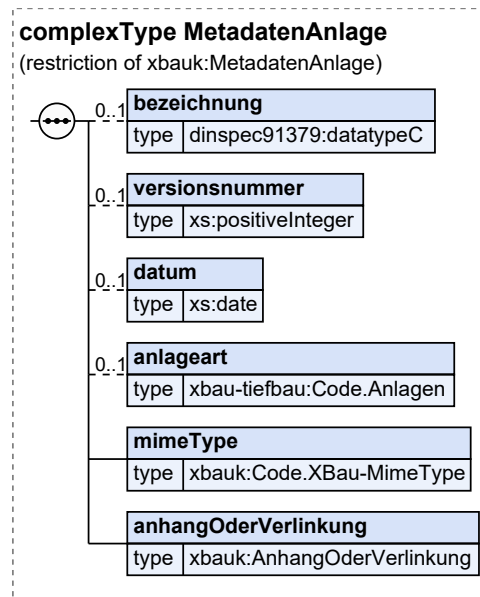 complexType MetadatenAnlage
(restriction of xbauk:MetadatenAnlage)
0..1 bezeichnung
type dinspec91379:datatypeC
0..1 versionsnummer
type xs:positiveInteger
0..1 datum
type xs:date
0..1 anlageart
type xbau-tiefbau:Code.Anlagen
mimeType
type xbauk:Code.XBau-MimeType
anhangOderVerlinkung
type xbauk:AnhangOderVerlinkung